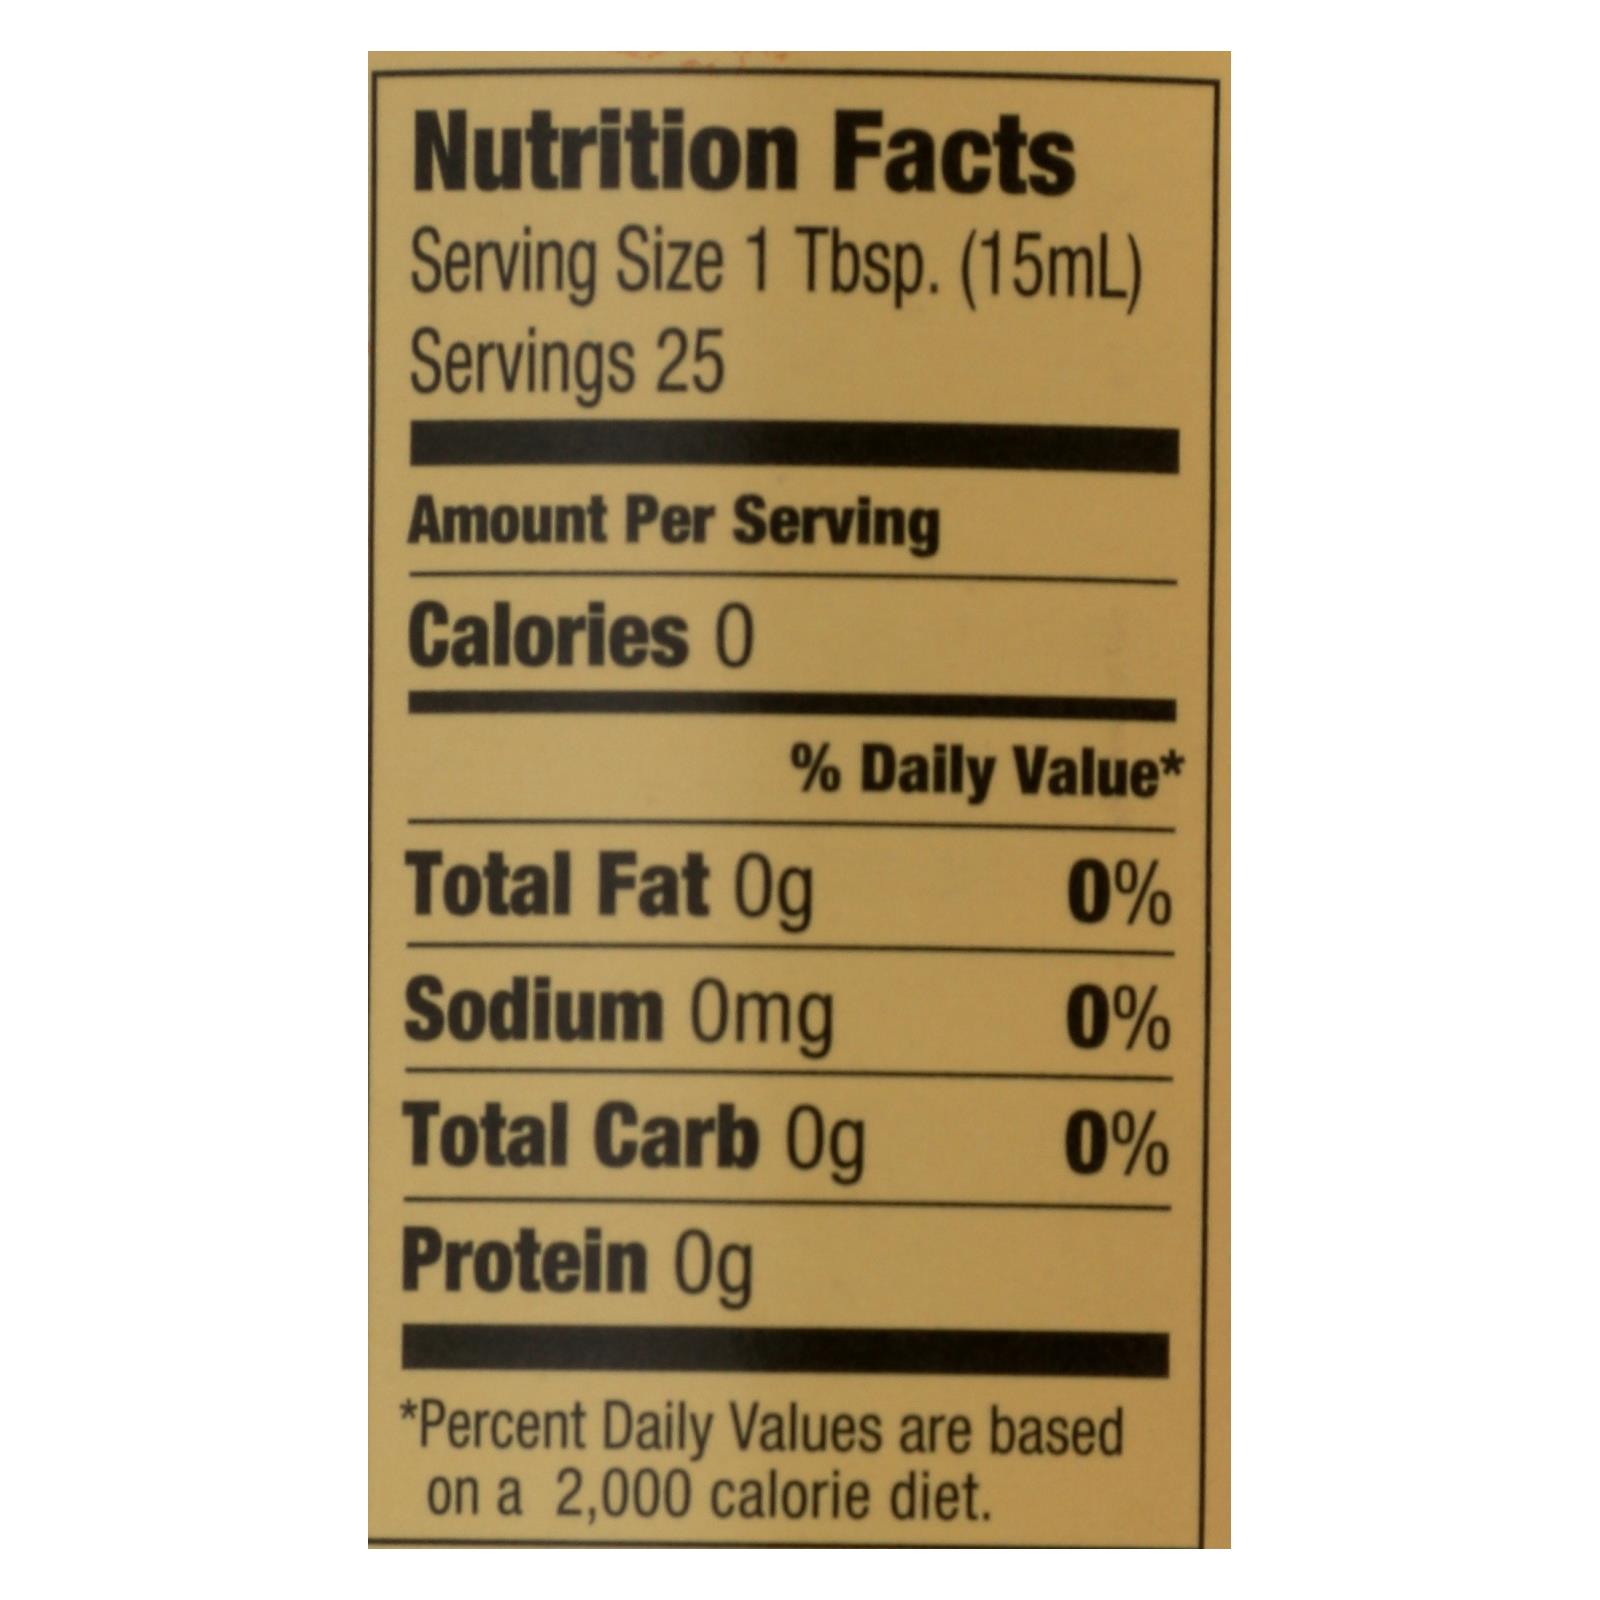 Nutrition Facts
Serving Size 1 Tbsp. (15mL)
Servings 25
Amount Per Serving
Calories 0
% Daily Value*
Total Fat 0g 0%
Sodium 0mg 0%
Total Carb 0g 0%
Protein 0g
*Percent Daily Values are based
on a 2,000 calorie diet.